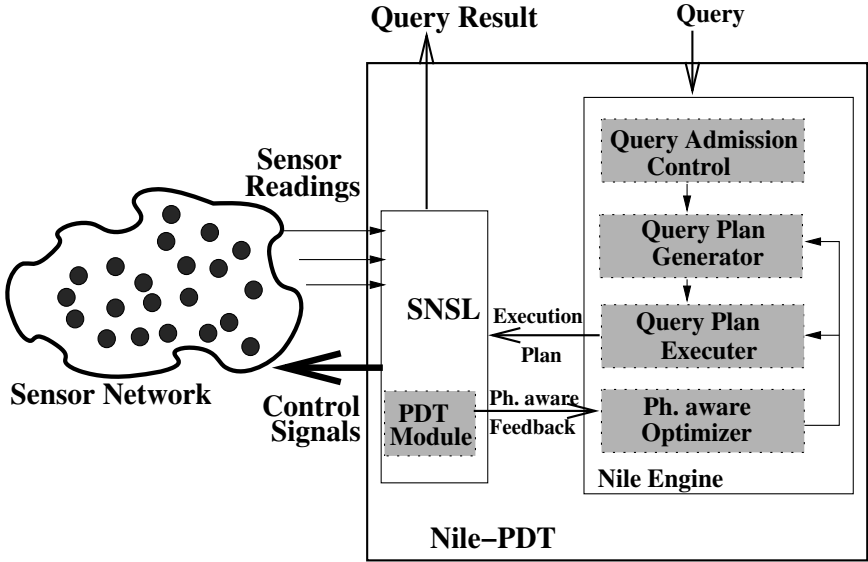 Query Result
Query
Sensor
Readings
Query Admission
Control
Query Plan
Generator
SNSL
Execution
Plan
Query Plan
Executer
Sensor Network
Control
Signals
PDT
Module
Ph. aware
Feedback
Ph. aware
Optimizer
Nile Engine
Nile-PDT